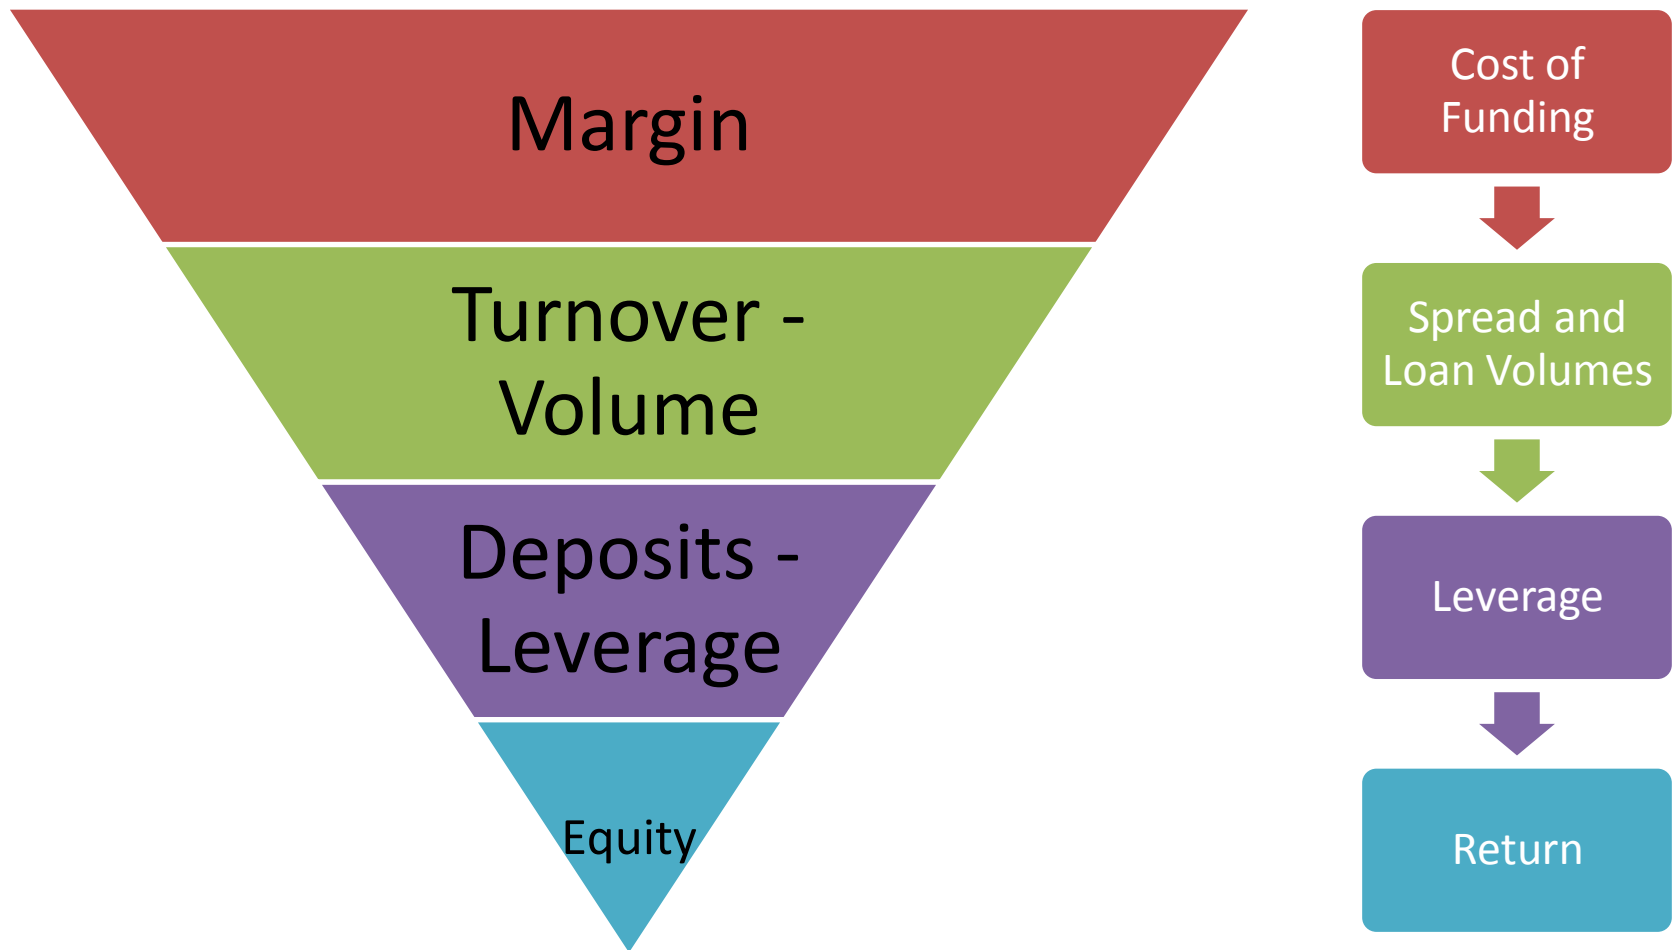 Margin
Turnover -
Volume
Deposits -
Leverage
Equity
Cost of
Funding
Spread and
Loan Volumes
Leverage
Return